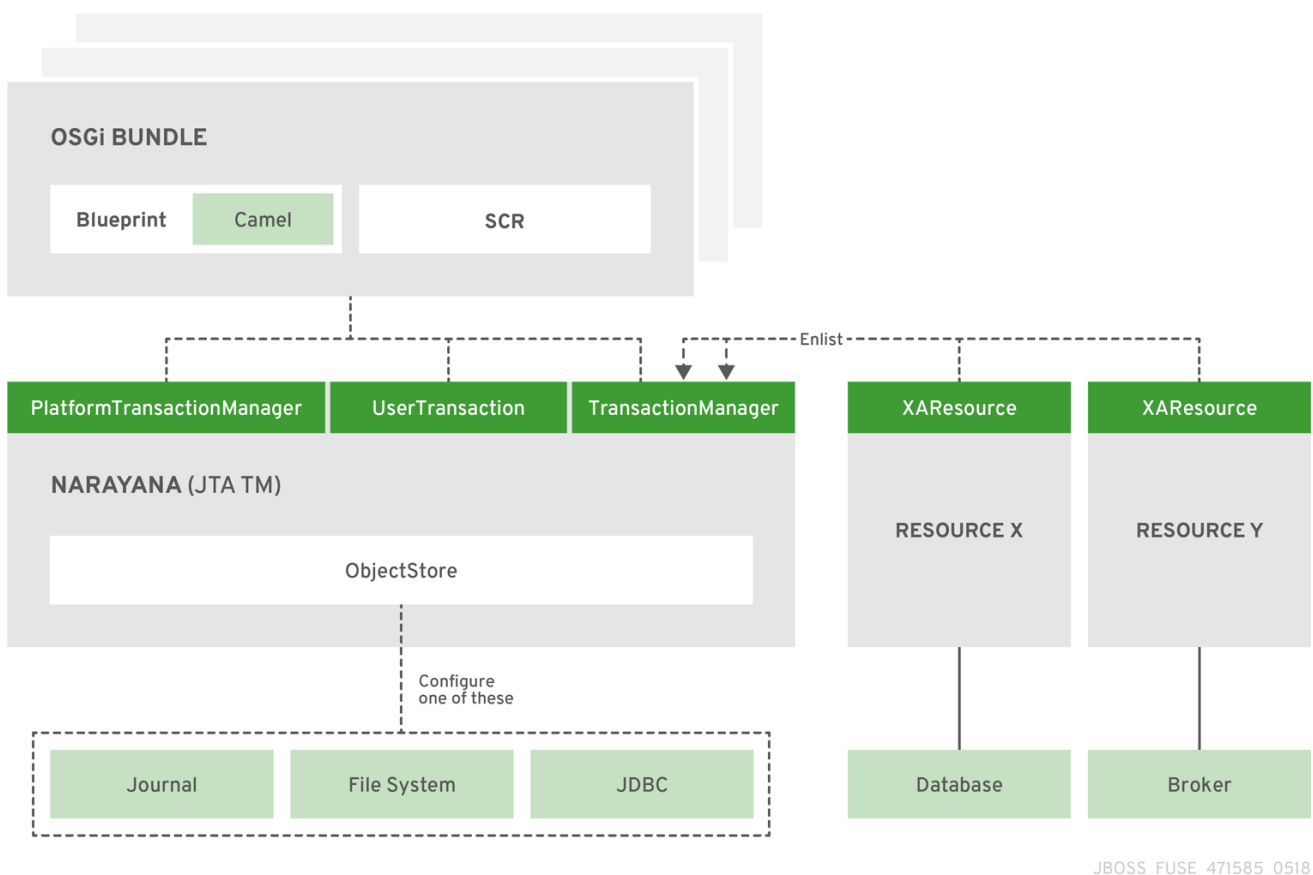 OSGi BUNDLE
Blueprint
Camel
SCR
Enlist
PlatformTransactionManager
UserTransaction
TransactionManager
XAResource
XAResource
NARAYANA (JTA TM)
RESOURCE X
RESOURCE Y
ObjectStore
Configure
one of these
Journal
File System
JDBC
Database
Broker
JBOSS FUSE 471585 0518